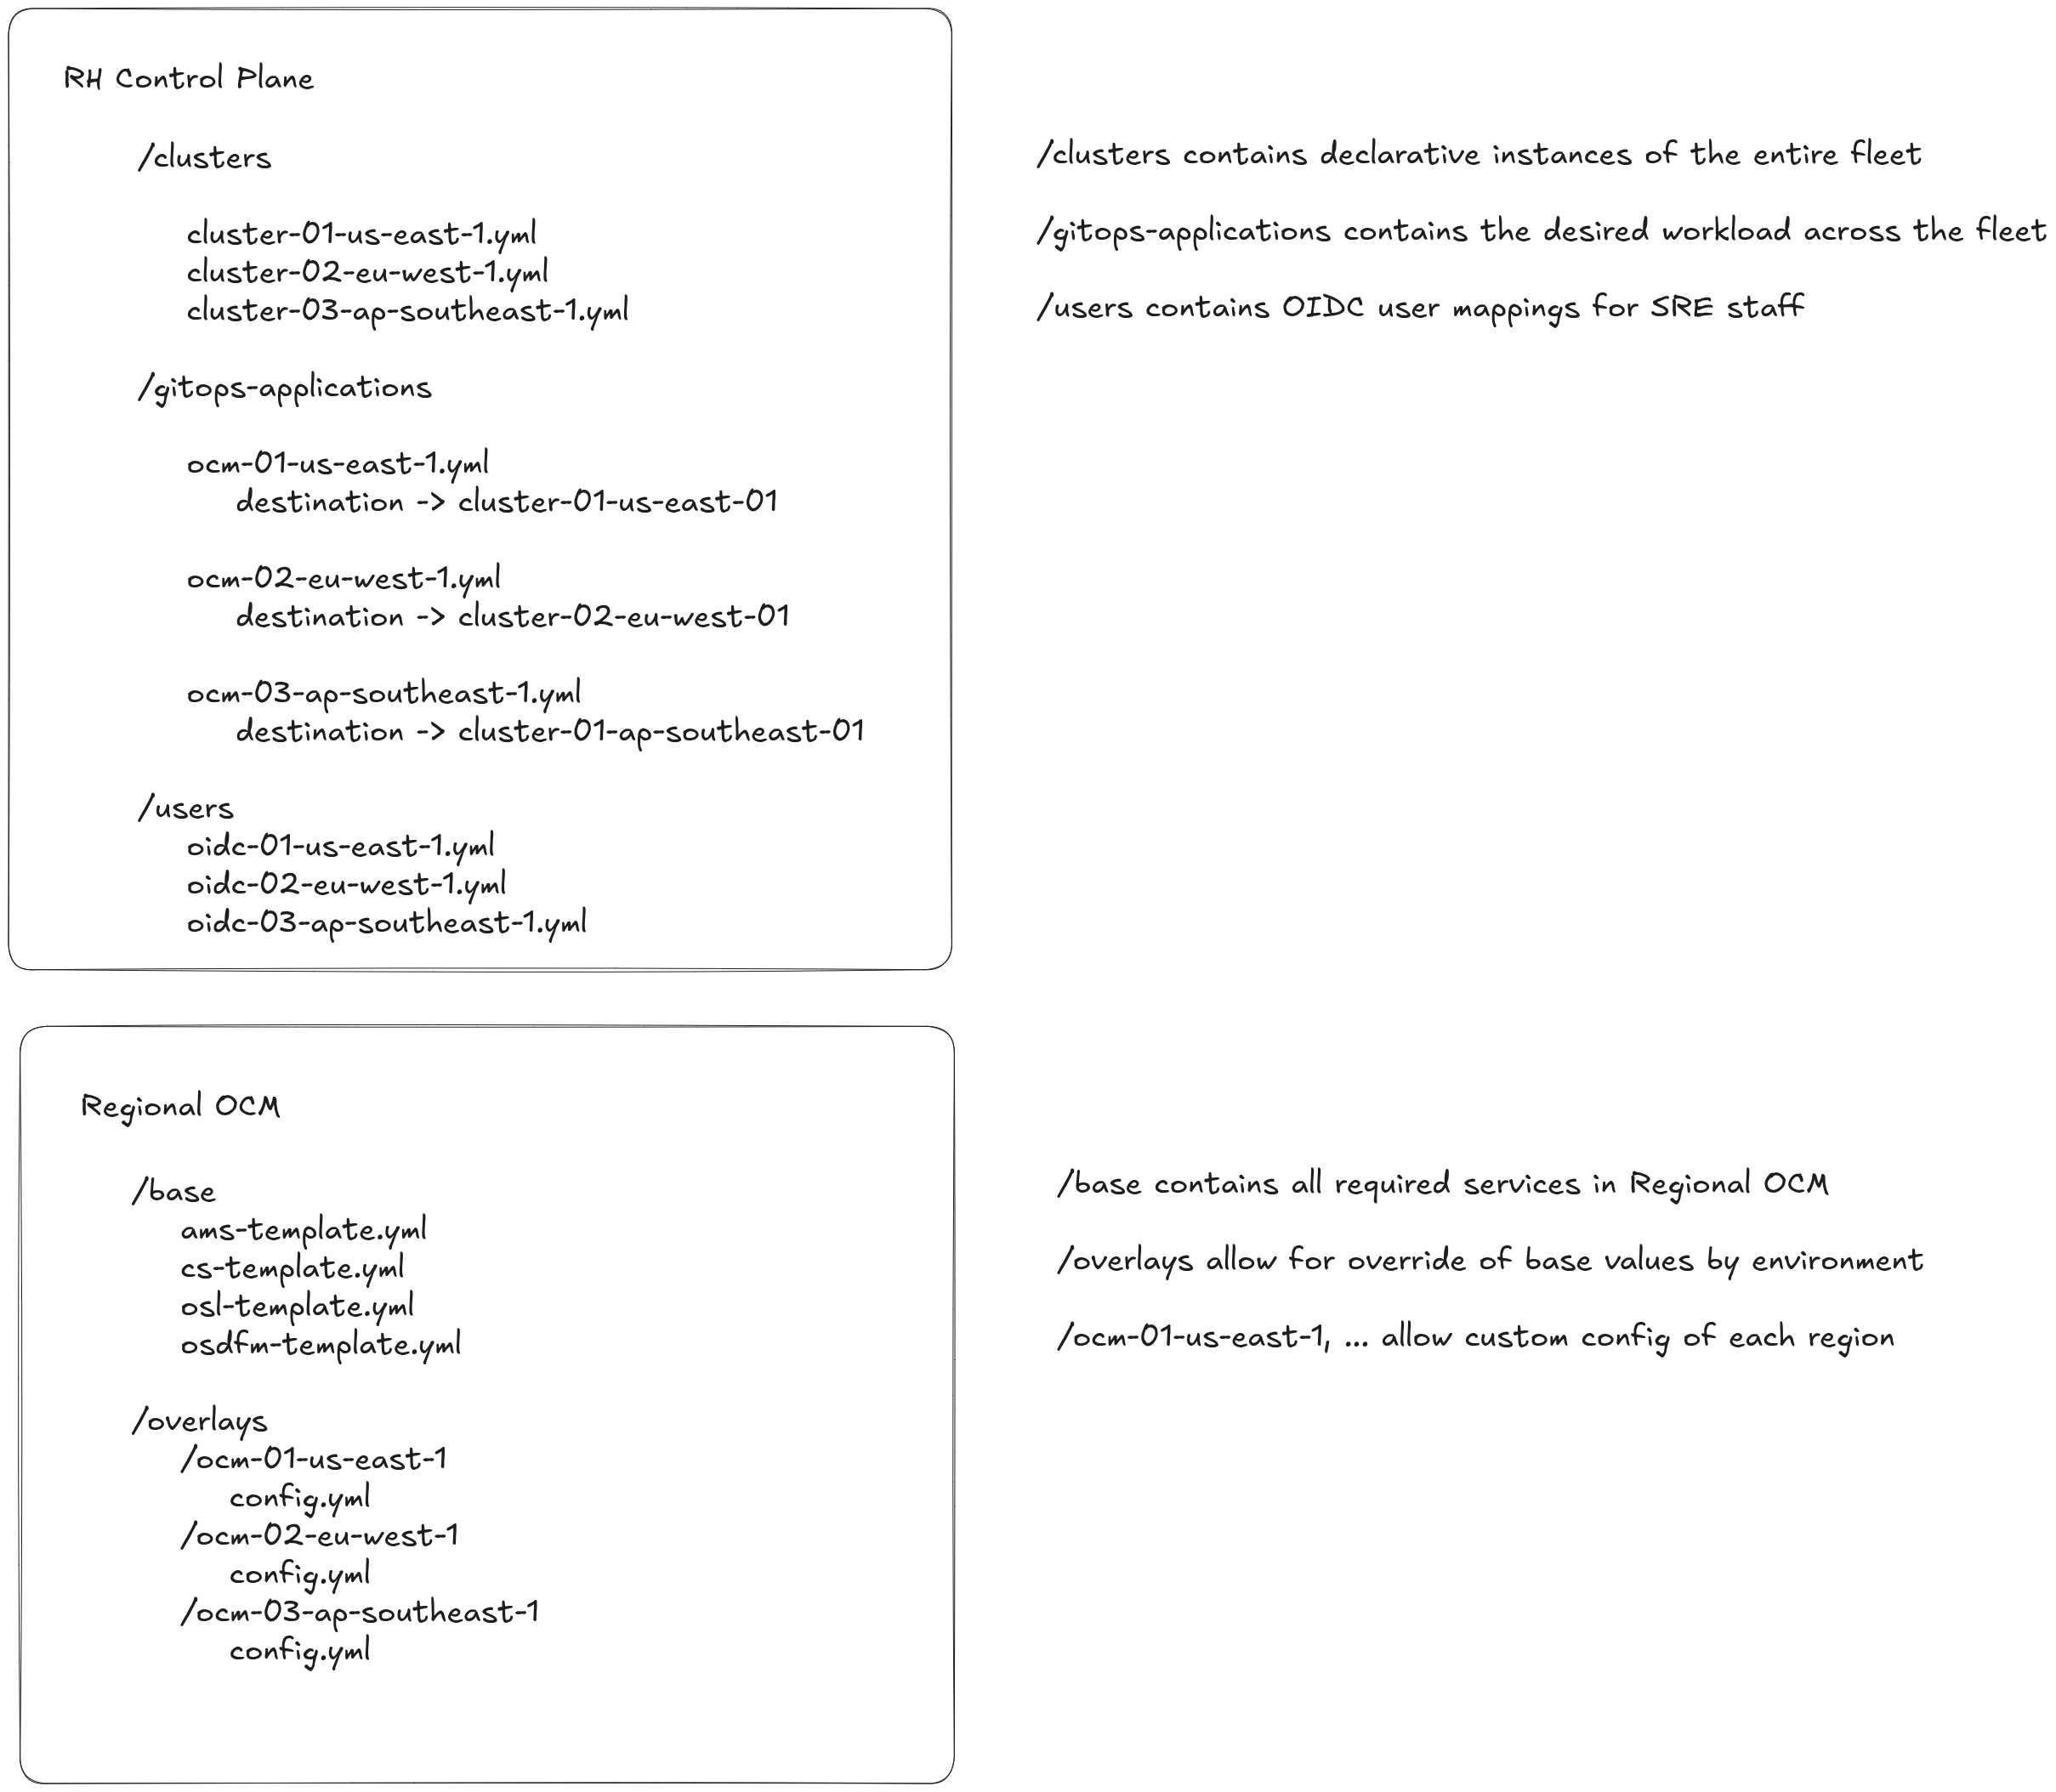 RH Control Plane
/clusters
cluster-01-us-east-1.yml
cluster-02-eu-west-1.yml
cluster-03-ap-southeast-1.yml
/gitops-applications
ocm-01-us-east-1.yml
destination -> cluster-01-us-east-01
ocm-02-eu-west-1.yml
destination -> cluster-02-eu-west-01
ocm-03-ap-southeast-1.yml
destination -> cluster-01-ap-southeast-01
/users
oidc-01-us-east-1.yml
oidc-02-eu-west-1.yml
oidc-03-ap-southeast-1.yml
/clusters contains declarative instances of the entire fleet
/gitops-applications contains the desired workload across the fleet
/users contains OIDC user mappings for SRE staff
Regional OCM
/base
ams-template.yml
cs-template.yml
osl-template.yml
osdfm-template.yml
/overlays
/ocm-01-us-east-1
config.yml
/ocm-02-eu-west-1
config.yml
/ocm-03-ap-southeast-1
config.yml
/base contains all required services in Regional OCM
/overlays allow for override of base values by environment
/ocm-01-us-east-1, ... allow custom config of each region